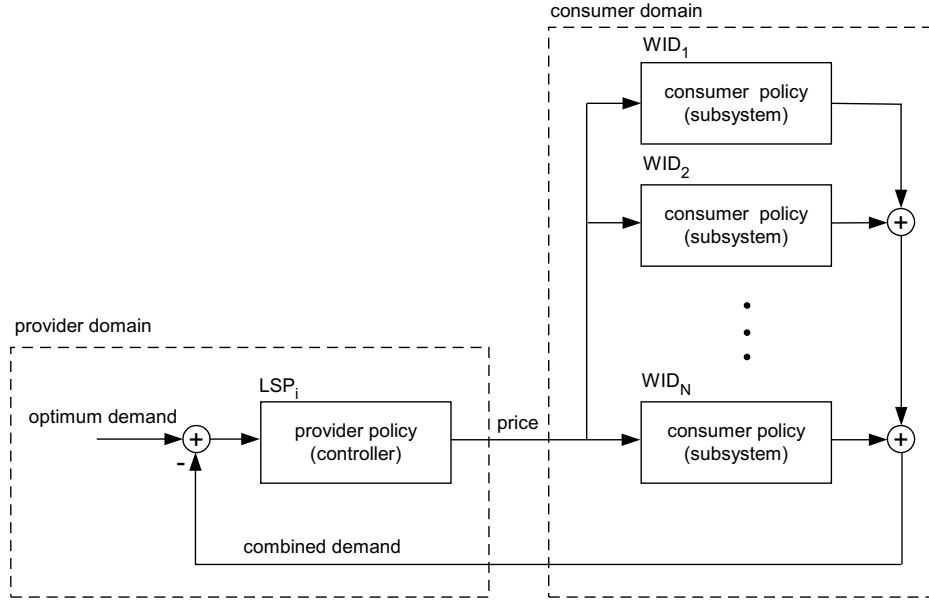 consumer domain
WID1
consumer policy
(subsystem)
+
WID2
consumer policy
(subsystem)
+
provider domain
LSPi
WIDN
optimum demand
+
-
provider policy
(controller)
price
consumer policy
(subsystem)
+
combined demand